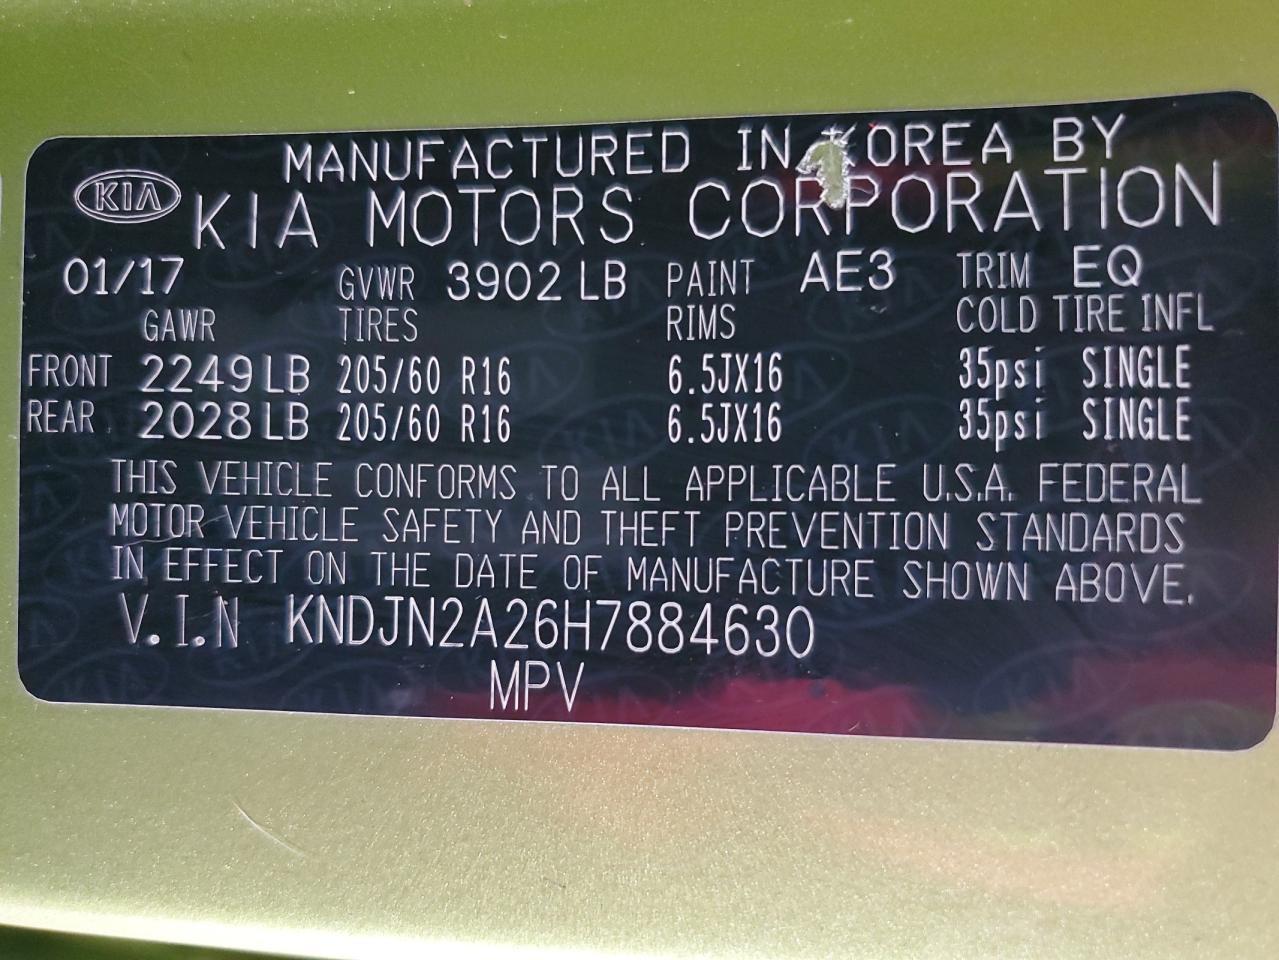 MANUFACTURED IN KOREA BY
KIA KIA MOTORS CORPORATION
01/17 GVWR 3902 LB PAINT AE3 TRIM EQ
GAWR TIRES RIMS COLD TIRE INFL
FRONT 2249 LB 205/60 R16 6.5JX16 35psi SINGLE
REAR 2028 LB 205/60 R16 6.5JX16 35psi SINGLE
THIS VEHICLE CONFORMS TO ALL APPLICABLE U.S.A. FEDERAL
MOTOR VEHICLE SAFETY AND THEFT PREVENTION STANDARDS
IN EFFECT ON THE DATE OF MANUFACTURE SHOWN ABOVE.
V.I.N KNDJN2A26H7884630
MPV